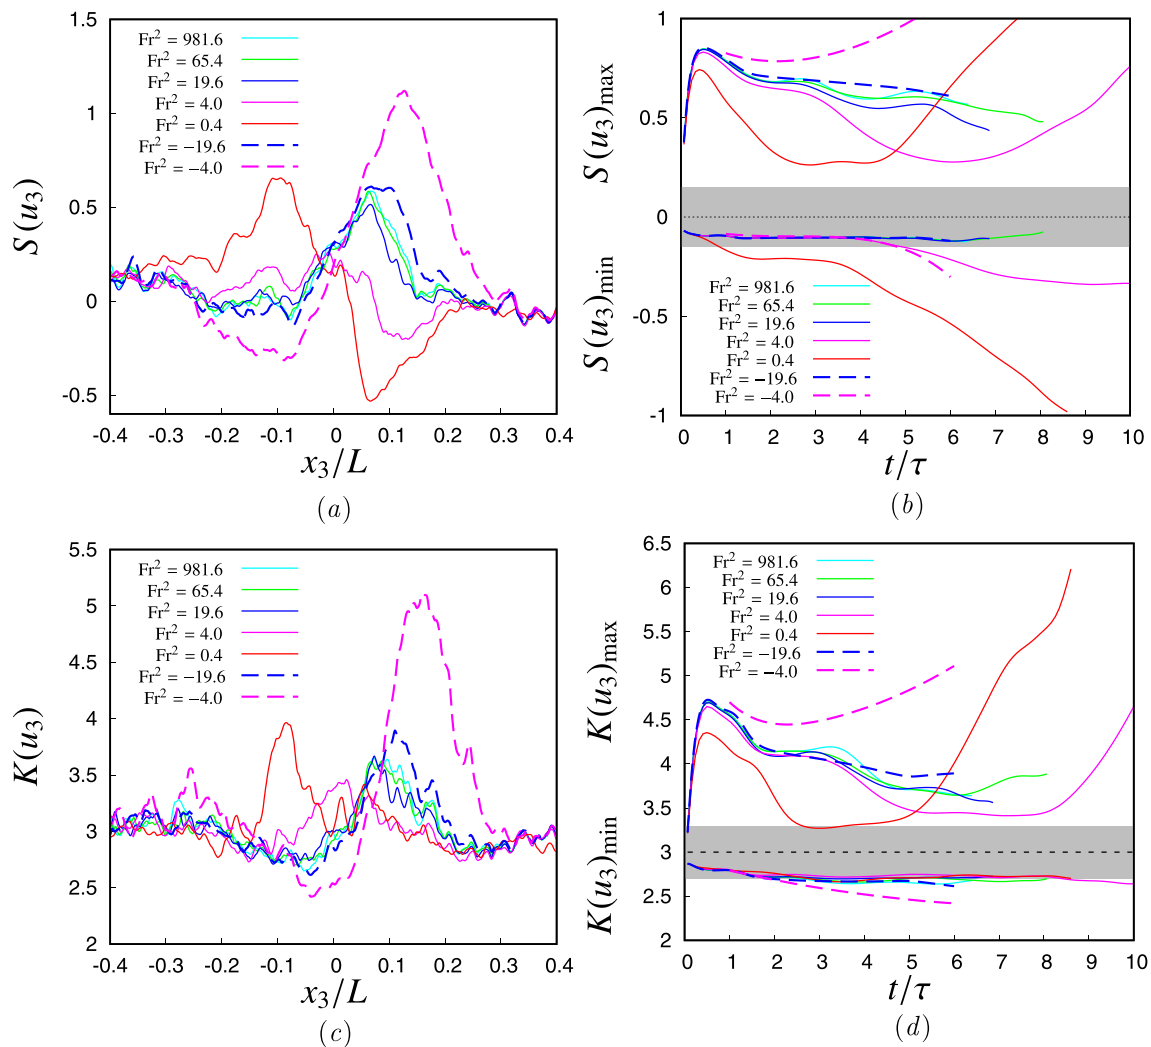 S(u₃)
1.5
1
0.5
0
-0.5
Fr² = 981.6
Fr² = 65.4
Fr² = 19.6
Fr² = 4.0
Fr² = 0.4
Fr² = −19.6
Fr² = −4.0
-0.4 -0.3 -0.2 -0.1 0 0.1 0.2 0.3 0.4
x₃/L
(a)
S(u₃)min S(u₃)max
1
0.5
0
-0.5
-1
Fr² = 981.6
Fr² = 65.4
Fr² = 19.6
Fr² = 4.0
Fr² = 0.4
Fr² = −19.6
Fr² = −4.0
0 1 2 3 4 5 6 7 8 9 10
t/τ
(b)
K(u₃)
5.5
5
4.5
4
3.5
3
2.5
2
Fr² = 981.6
Fr² = 65.4
Fr² = 19.6
Fr² = 4.0
Fr² = 0.4
Fr² = −19.6
Fr² = −4.0
-0.4 -0.3 -0.2 -0.1 0 0.1 0.2 0.3 0.4
x₃/L
(c)
K(u₃)min K(u₃)max
6.5
6
5.5
5
4.5
4
3.5
3
2.5
2
Fr² = 981.6
Fr² = 65.4
Fr² = 19.6
Fr² = 4.0
Fr² = 0.4
Fr² = −19.6
Fr² = −4.0
0 1 2 3 4 5 6 7 8 9 10
t/τ
(d)